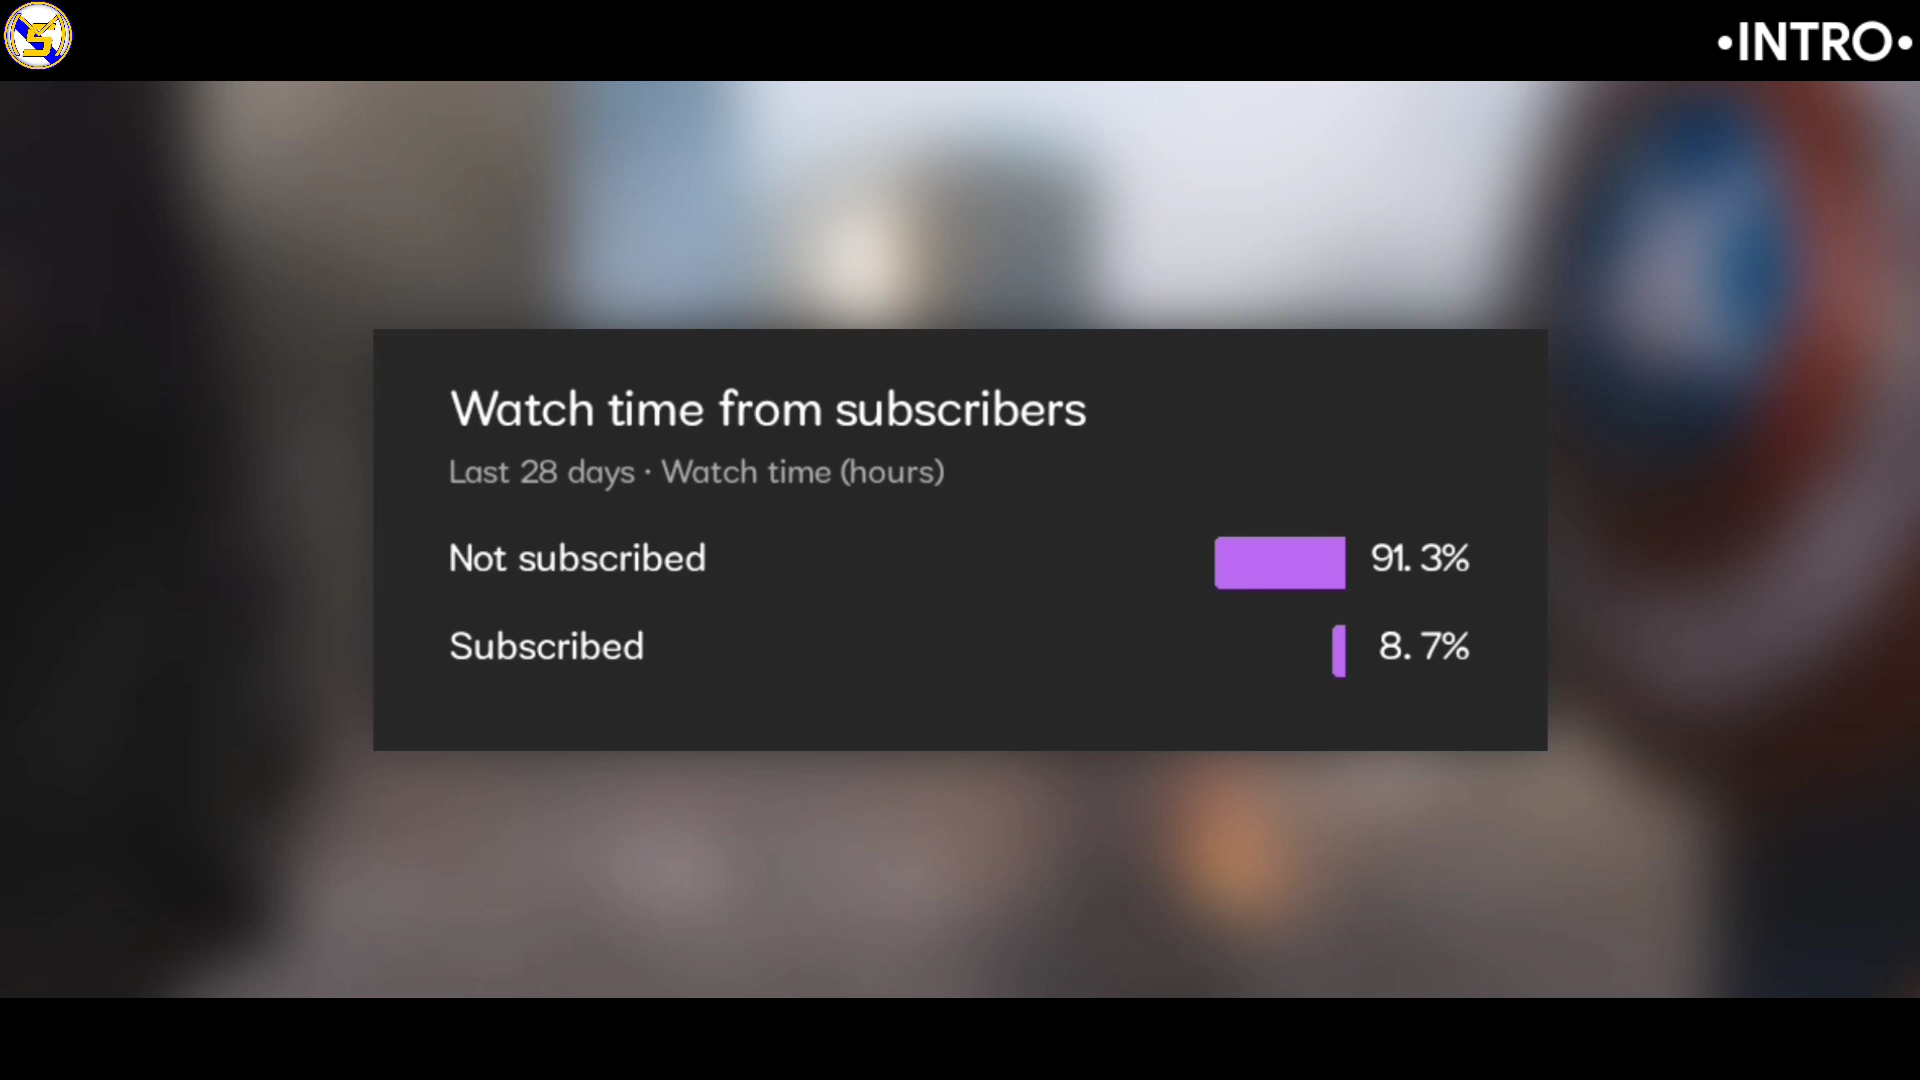 •INTRO•
Watch time from subscribers
Last 28 days · Watch time (hours)
Not subscribed 91. 3%
Subscribed 8. 7%